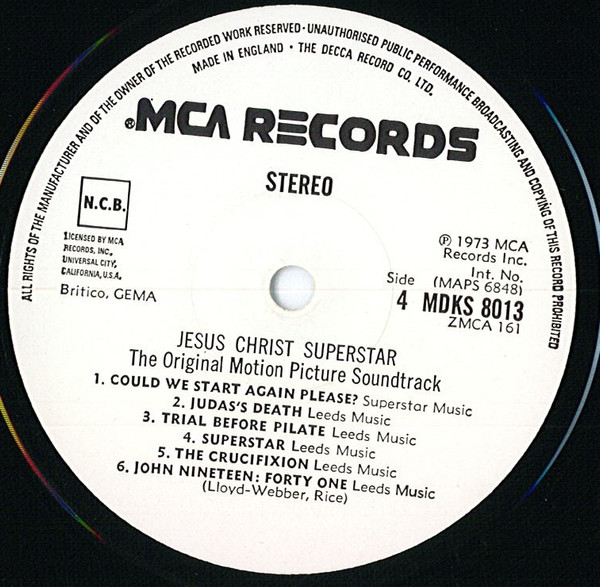 ALL RIGHTS OF THE MANUFACTURER AND OF THE OWNER OF THE RECORDED WORK RESERVED · UNAUTHORISED PUBLIC PERFORMANCE BROADCASTING AND COPYING OF THIS RECORD PROHIBITED
MADE IN ENGLAND · THE DECCA RECORD CO. LTD.
®MCA RECORDS
STEREO
N.C.B.
LICENSED BY MCA
RECORDS, INC.,
UNIVERSAL CITY,
CALIFORNIA, U.S.A.
Britico, GEMA
℗ 1973 MCA
Records Inc.
Int. No.
Side (MAPS 6848)
4 MDKS 8013
ZMCA 161
JESUS CHRIST SUPERSTAR
The Original Motion Picture Soundtrack
1. COULD WE START AGAIN PLEASE? Superstar Music
2. JUDAS'S DEATH Leeds Music
3. TRIAL BEFORE PILATE Leeds Music
4. SUPERSTAR Leeds Music
5. THE CRUCIFIXION Leeds Music
6. JOHN NINETEEN: FORTY ONE Leeds Music
(Lloyd-Webber, Rice)